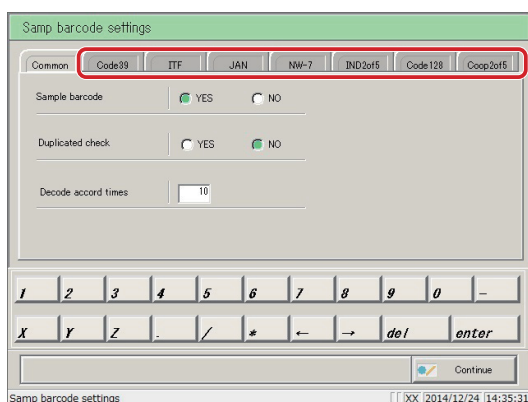 Samp barcode settings
Common Code39 ITF JAN NW-7 IND2of5 Code128 Coop2of5
Sample barcode YES NO
Duplicated check YES NO
Decode accord times 10
1 2 3 4 5 6 7 8 9 0 -
X Y Z . / * ← → del enter
Continue
Samp barcode settings XX 2014/12/24 14:35:31